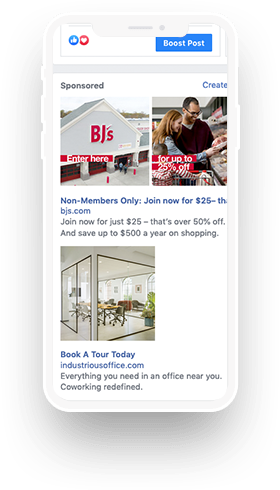 Boost Post
Sponsored
Create
BJ's
Enter here
for up to
25% off
Non-Members Only: Join now for $25– tha
bjs.com
Join now for just $25 – that's over 50% off.
And save up to $500 a year on shopping.
Book A Tour Today
industriousoffice.com
Everything you need in an office near you.
Coworking redefined.